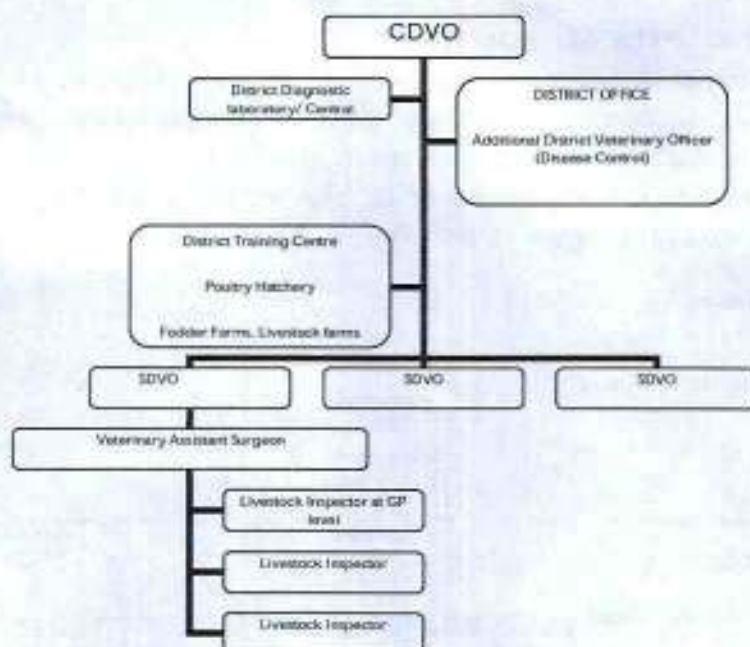 CDVO
District Diagnostic
laboratory/ Central
DISTRICT OFFICE
Additional District Veterinary Officer
(Disease Control)
District Training Centre
Poultry Hatchery
Fodder Farms, Livestock farms
SDVO
SDVO
SDVO
Veterinary Assistant Surgeon
Livestock Inspector at GP
level
Livestock Inspector
Livestock Inspector